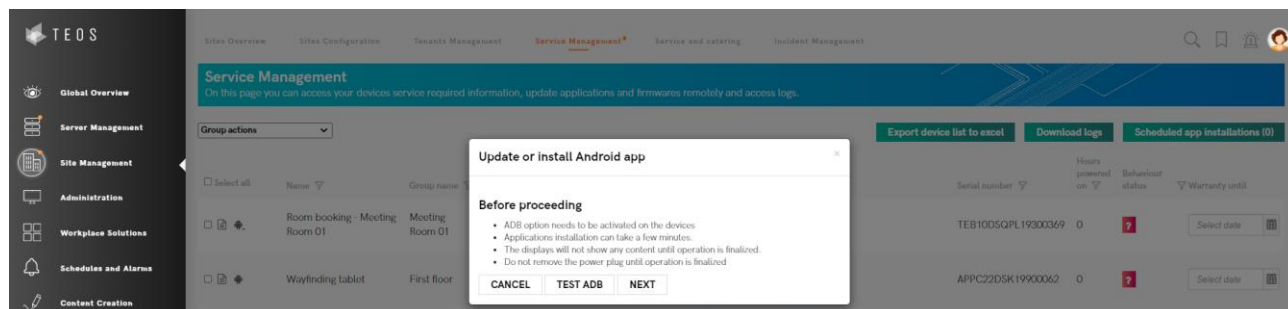 TEOS
Sites Overview Sites Configuration Tenants Management Service Management Service and catering Incident Management
Global Overview
Server Management
Site Management
Administration
Workplace Solutions
Schedules and Alarms
Content Creation
Service Management
On this page you can access your devices service required information, update applications and firmwares remotely and access logs.
Group actions
Export device list to excel Download logs Scheduled app installations (0)
Select all Name Group name Serial number Hours powered on Behaviour status Warranty until
Room booking - Meeting Room 01 Meeting Room 01 TEB10DSQPL19300369 0 ? Select date
Wayfinding tablet First floor APPC22DSK19900062 0 ? Select date
Update or install Android app ×
Before proceeding
• ADB option needs to be activated on the devices
• Applications installation can take a few minutes.
• The displays will not show any content until operation is finalized.
• Do not remove the power plug until operation is finalized
CANCEL TEST ADB NEXT